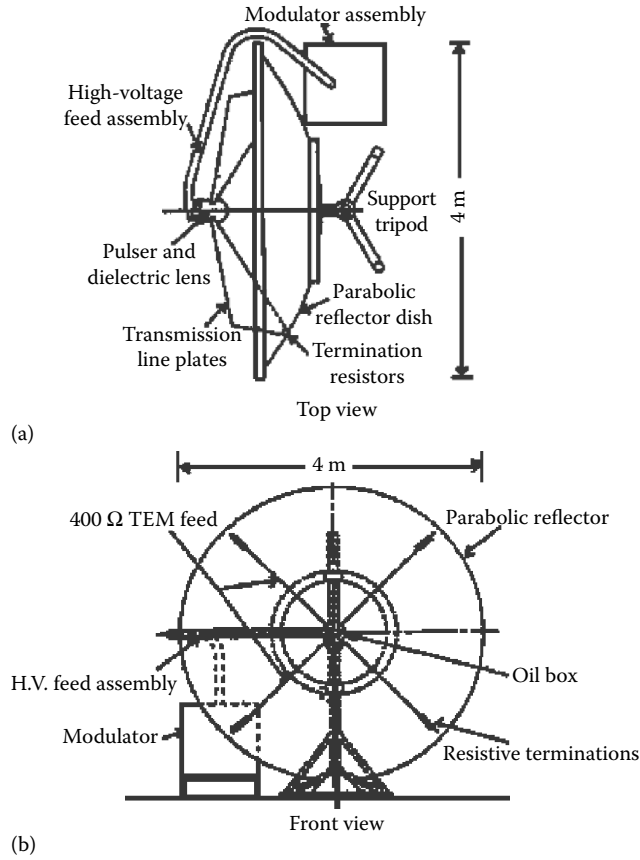 Modulator assembly
High-voltage
feed assembly
4 m
Support
tripod
Pulser and
dielectric lens
Parabolic
reflector dish
Transmission
line plates
Termination
resistors
Top view
(a)
4 m
400 Ω TEM feed
Parabolic reflector
H.V. feed assembly
Oil box
Modulator
Resistive terminations
Front view
(b)